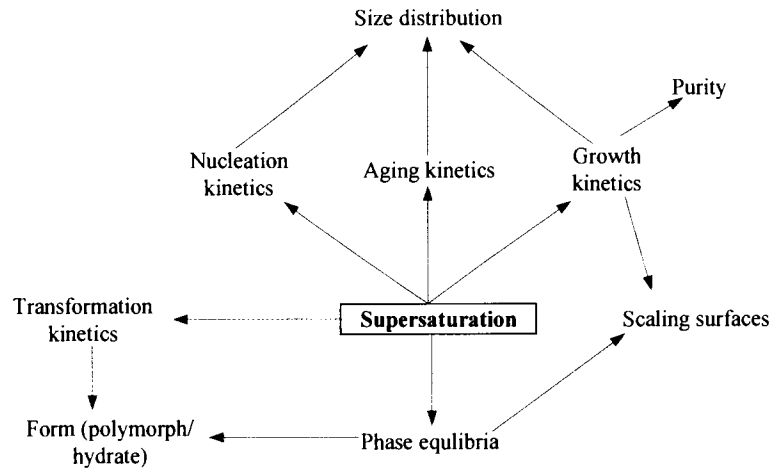 Size distribution
Purity
Nucleation
kinetics
Aging kinetics
Growth
kinetics
Transformation
kinetics
Supersaturation
Scaling surfaces
Form (polymorph/
hydrate)
Phase equlibria